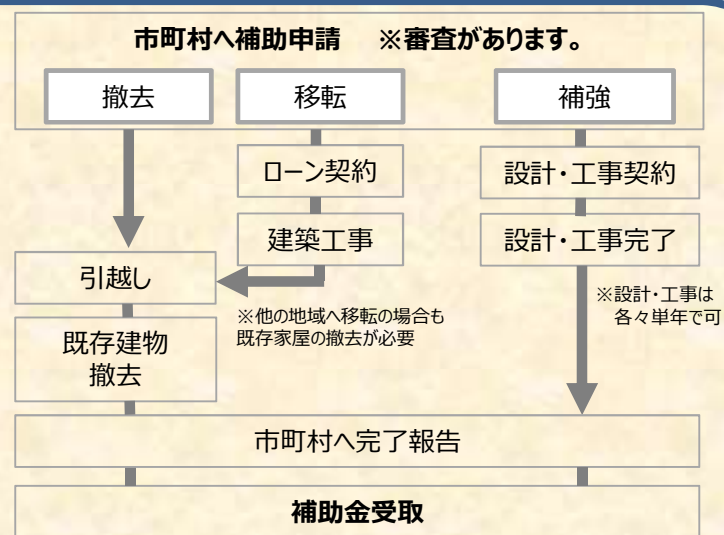 市町村へ補助申請　※審査があります。
撤去
移転
補強
ローン契約
設計・工事契約
建築工事
設計・工事完了
引越し
※他の地域へ移転の場合も
既存家屋の撤去が必要
※設計・工事は
各々単年で可
既存建物
撤去
市町村へ完了報告
補助金受取